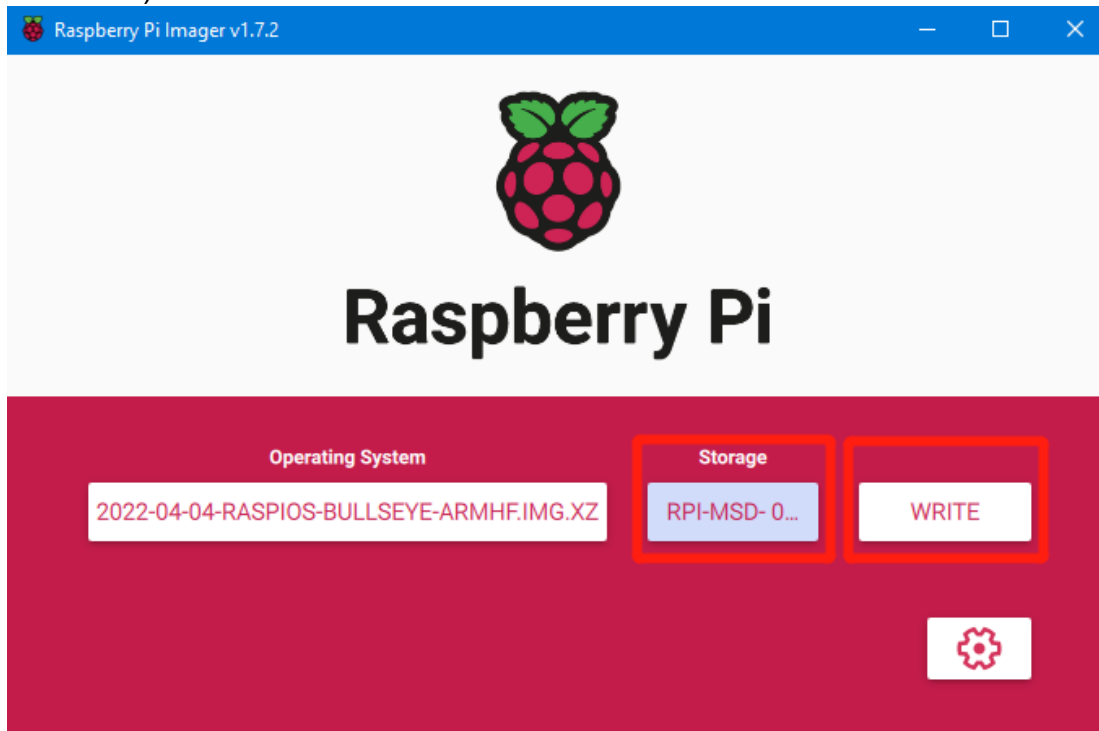 Raspberry Pi Imager v1.7.2
Raspberry Pi
Operating System
Storage
2022-04-04-RASPIOS-BULLSEYE-ARMHF.IMG.XZ
RPI-MSD- 0...
WRITE